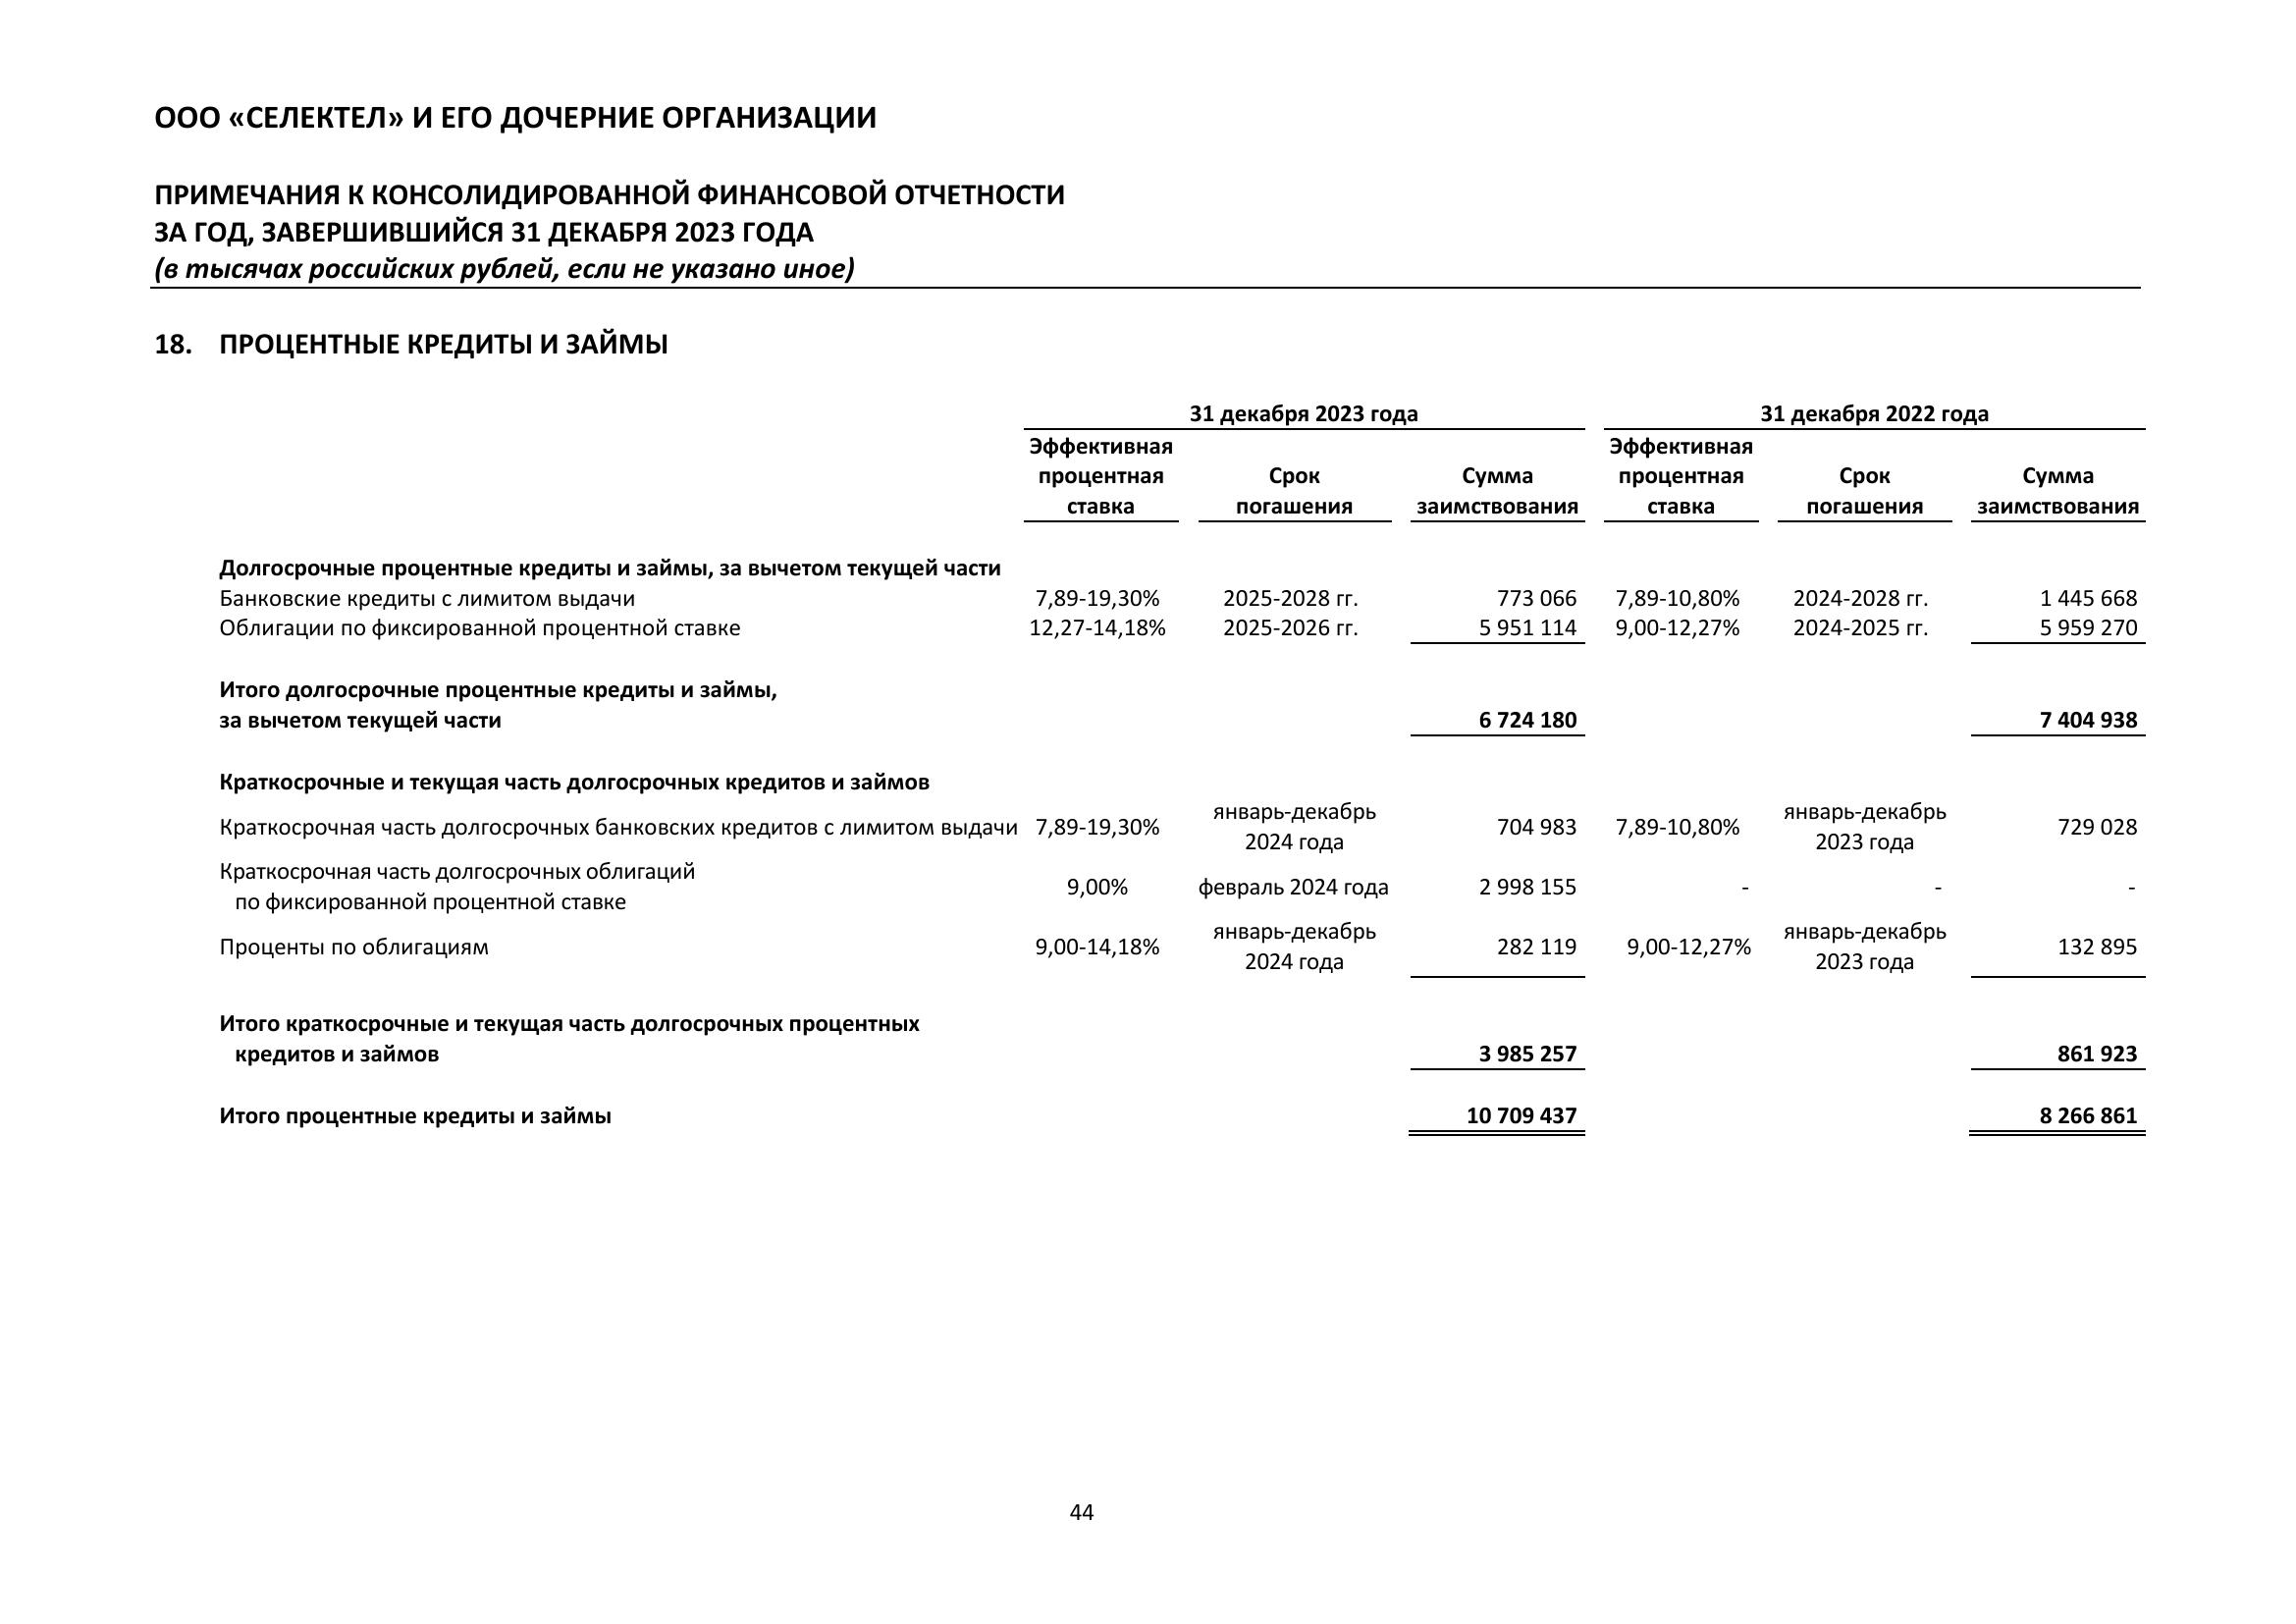 ООО «СЕЛЕКТЕЛ» И ЕГО ДОЧЕРНИЕ ОРГАНИЗАЦИИ
ПРИМЕЧАНИЯ К КОНСОЛИДИРОВАННОЙ ФИНАНСОВОЙ ОТЧЕТНОСТИ
ЗА ГОД, ЗАВЕРШИВШИЙСЯ 31 ДЕКАБРЯ 2023 ГОДА
(в тысячах российских рублей, если не указано иное)
18. ПРОЦЕНТНЫЕ КРЕДИТЫ И ЗАЙМЫ
31 декабря 2023 года 31 декабря 2022 года
Эффективная Эффективная
процентная Срок Сумма процентная Срок Сумма
ставка погашения заимствования ставка погашения заимствования
Долгосрочные процентные кредиты и займы, за вычетом текущей части
Банковские кредиты с лимитом выдачи 7,89-19,30% 2025-2028 гг. 773 066 7,89-10,80% 2024-2028 гг. 1 445 668
Облигации по фиксированной процентной ставке 12,27-14,18% 2025-2026 гг. 5 951 114 9,00-12,27% 2024-2025 гг. 5 959 270
Итого долгосрочные процентные кредиты и займы,
за вычетом текущей части 6 724 180 7 404 938
Краткосрочные и текущая часть долгосрочных кредитов и займов
январь-декабрь январь-декабрь
Краткосрочная часть долгосрочных банковских кредитов с лимитом выдачи 7,89-19,30% 704 983 7,89-10,80% 729 028
2024 года 2023 года
Краткосрочная часть долгосрочных облигаций
9,00% февраль 2024 года 2 998 155 - - -
по фиксированной процентной ставке
январь-декабрь январь-декабрь
Проценты по облигациям 9,00-14,18% 282 119 9,00-12,27% 132 895
2024 года 2023 года
Итого краткосрочные и текущая часть долгосрочных процентных
кредитов и займов 3 985 257 861 923
Итого процентные кредиты и займы 10 709 437 8 266 861
44